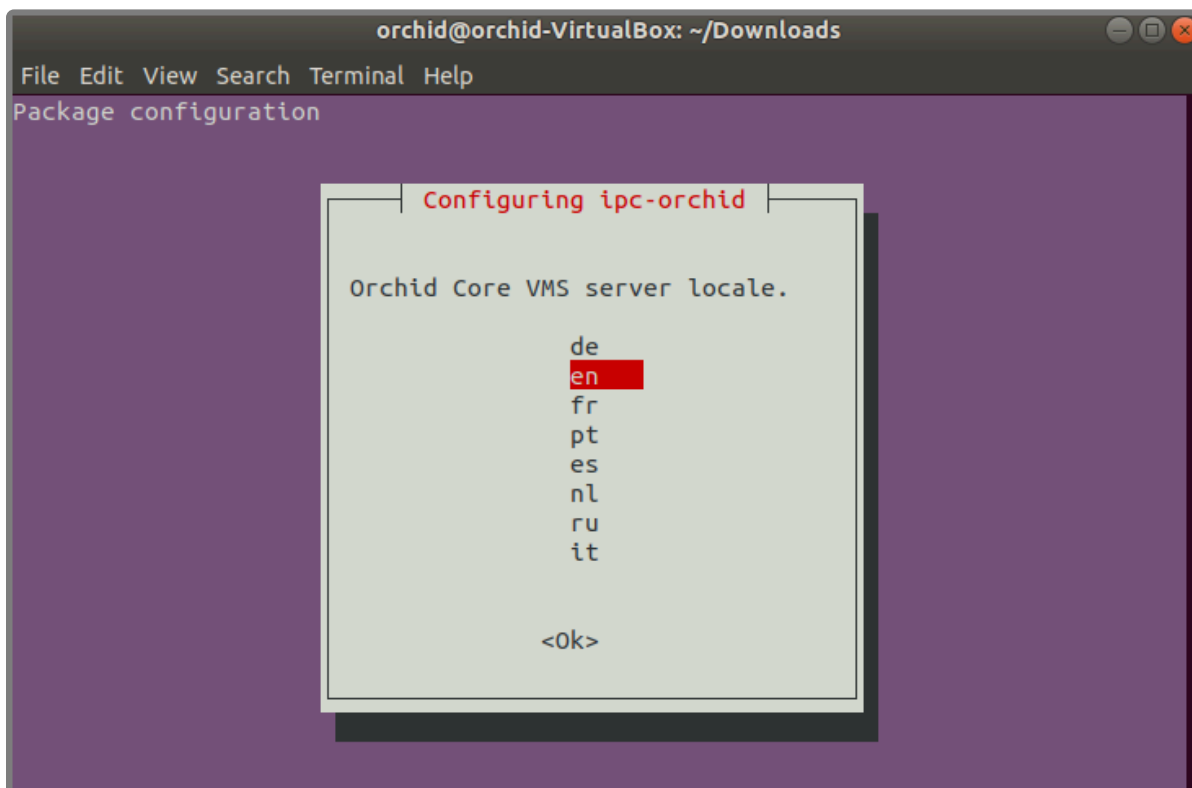 orchid@orchid-VirtualBox: ~/Downloads
File Edit View Search Terminal Help
Package configuration
Configuring ipc-orchid
Orchid Core VMS server locale.
de
en
fr
pt
es
nl
ru
it
<Ok>